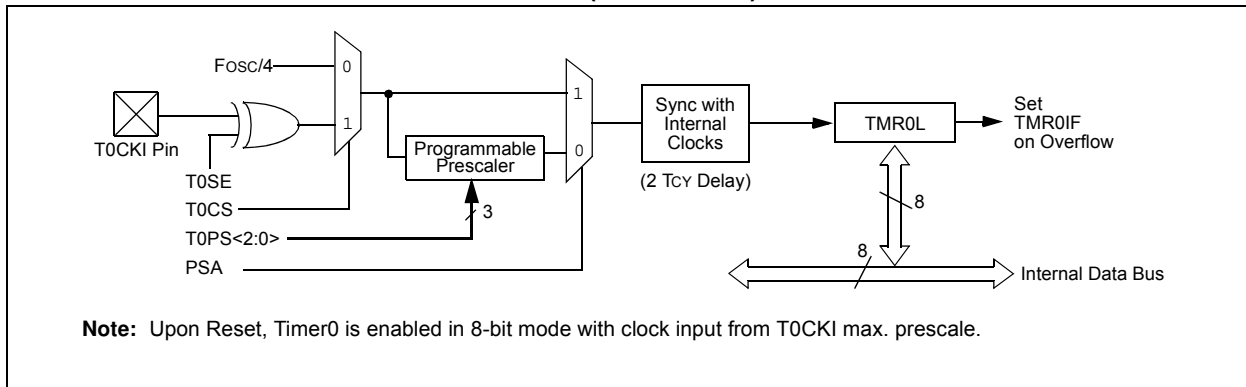 Fosc/4
0
1
T0CKI Pin
T0SE
T0CS
T0PS<2:0>
PSA
Programmable
Prescaler
3
1
0
Sync with
Internal
Clocks
(2 TCY Delay)
TMR0L
Set
TMR0IF
on Overflow
8
8
Internal Data Bus
Note: Upon Reset, Timer0 is enabled in 8-bit mode with clock input from T0CKI max. prescale.